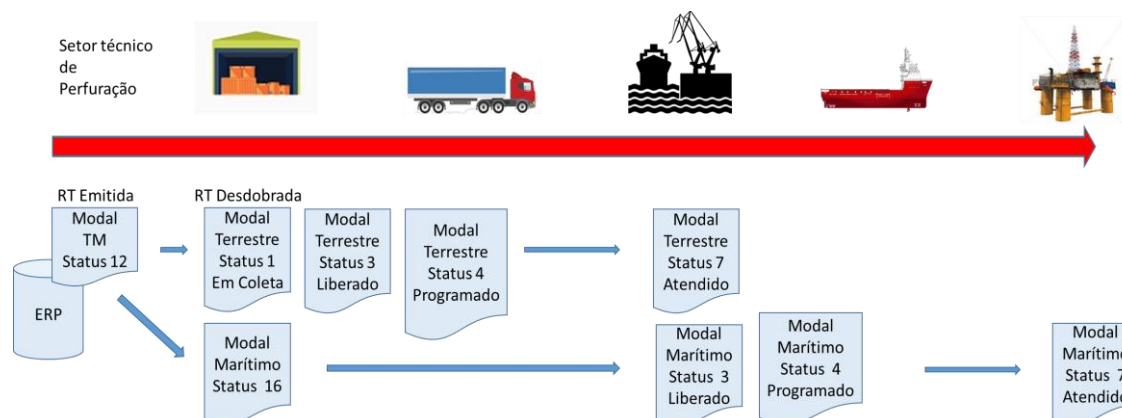 Setor técnico
de
Perfuração
RT Emitida
RT Desdobrada
Modal
TM
Status 12
ERP
Modal
Terrestre
Status 1
Em Coleta
Modal
Terrestre
Status 3
Liberado
Modal
Terrestre
Status 4
Programado
Modal
Terrestre
Status 7
Atendido
Modal
Marítimo
Status 16
Modal
Marítimo
Status 3
Liberado
Modal
Marítimo
Status 4
Programado
Modal
Marítimo
Status 7
Atendido